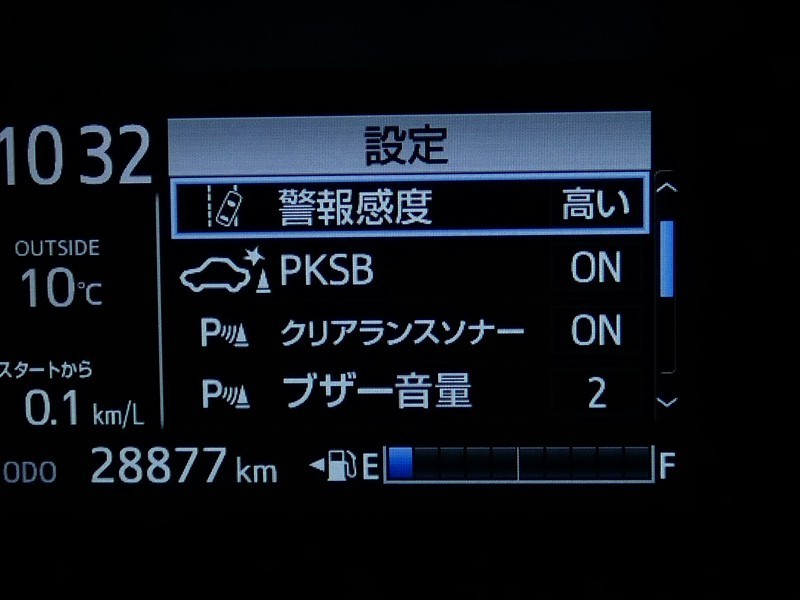 設定
10 32
警報感度 高い
OUTSIDE
10℃
PKSB ON
P クリアランスソナー ON
スタートから
0.1 km/L
P ブザー音量 2
ODO 28877 km E F